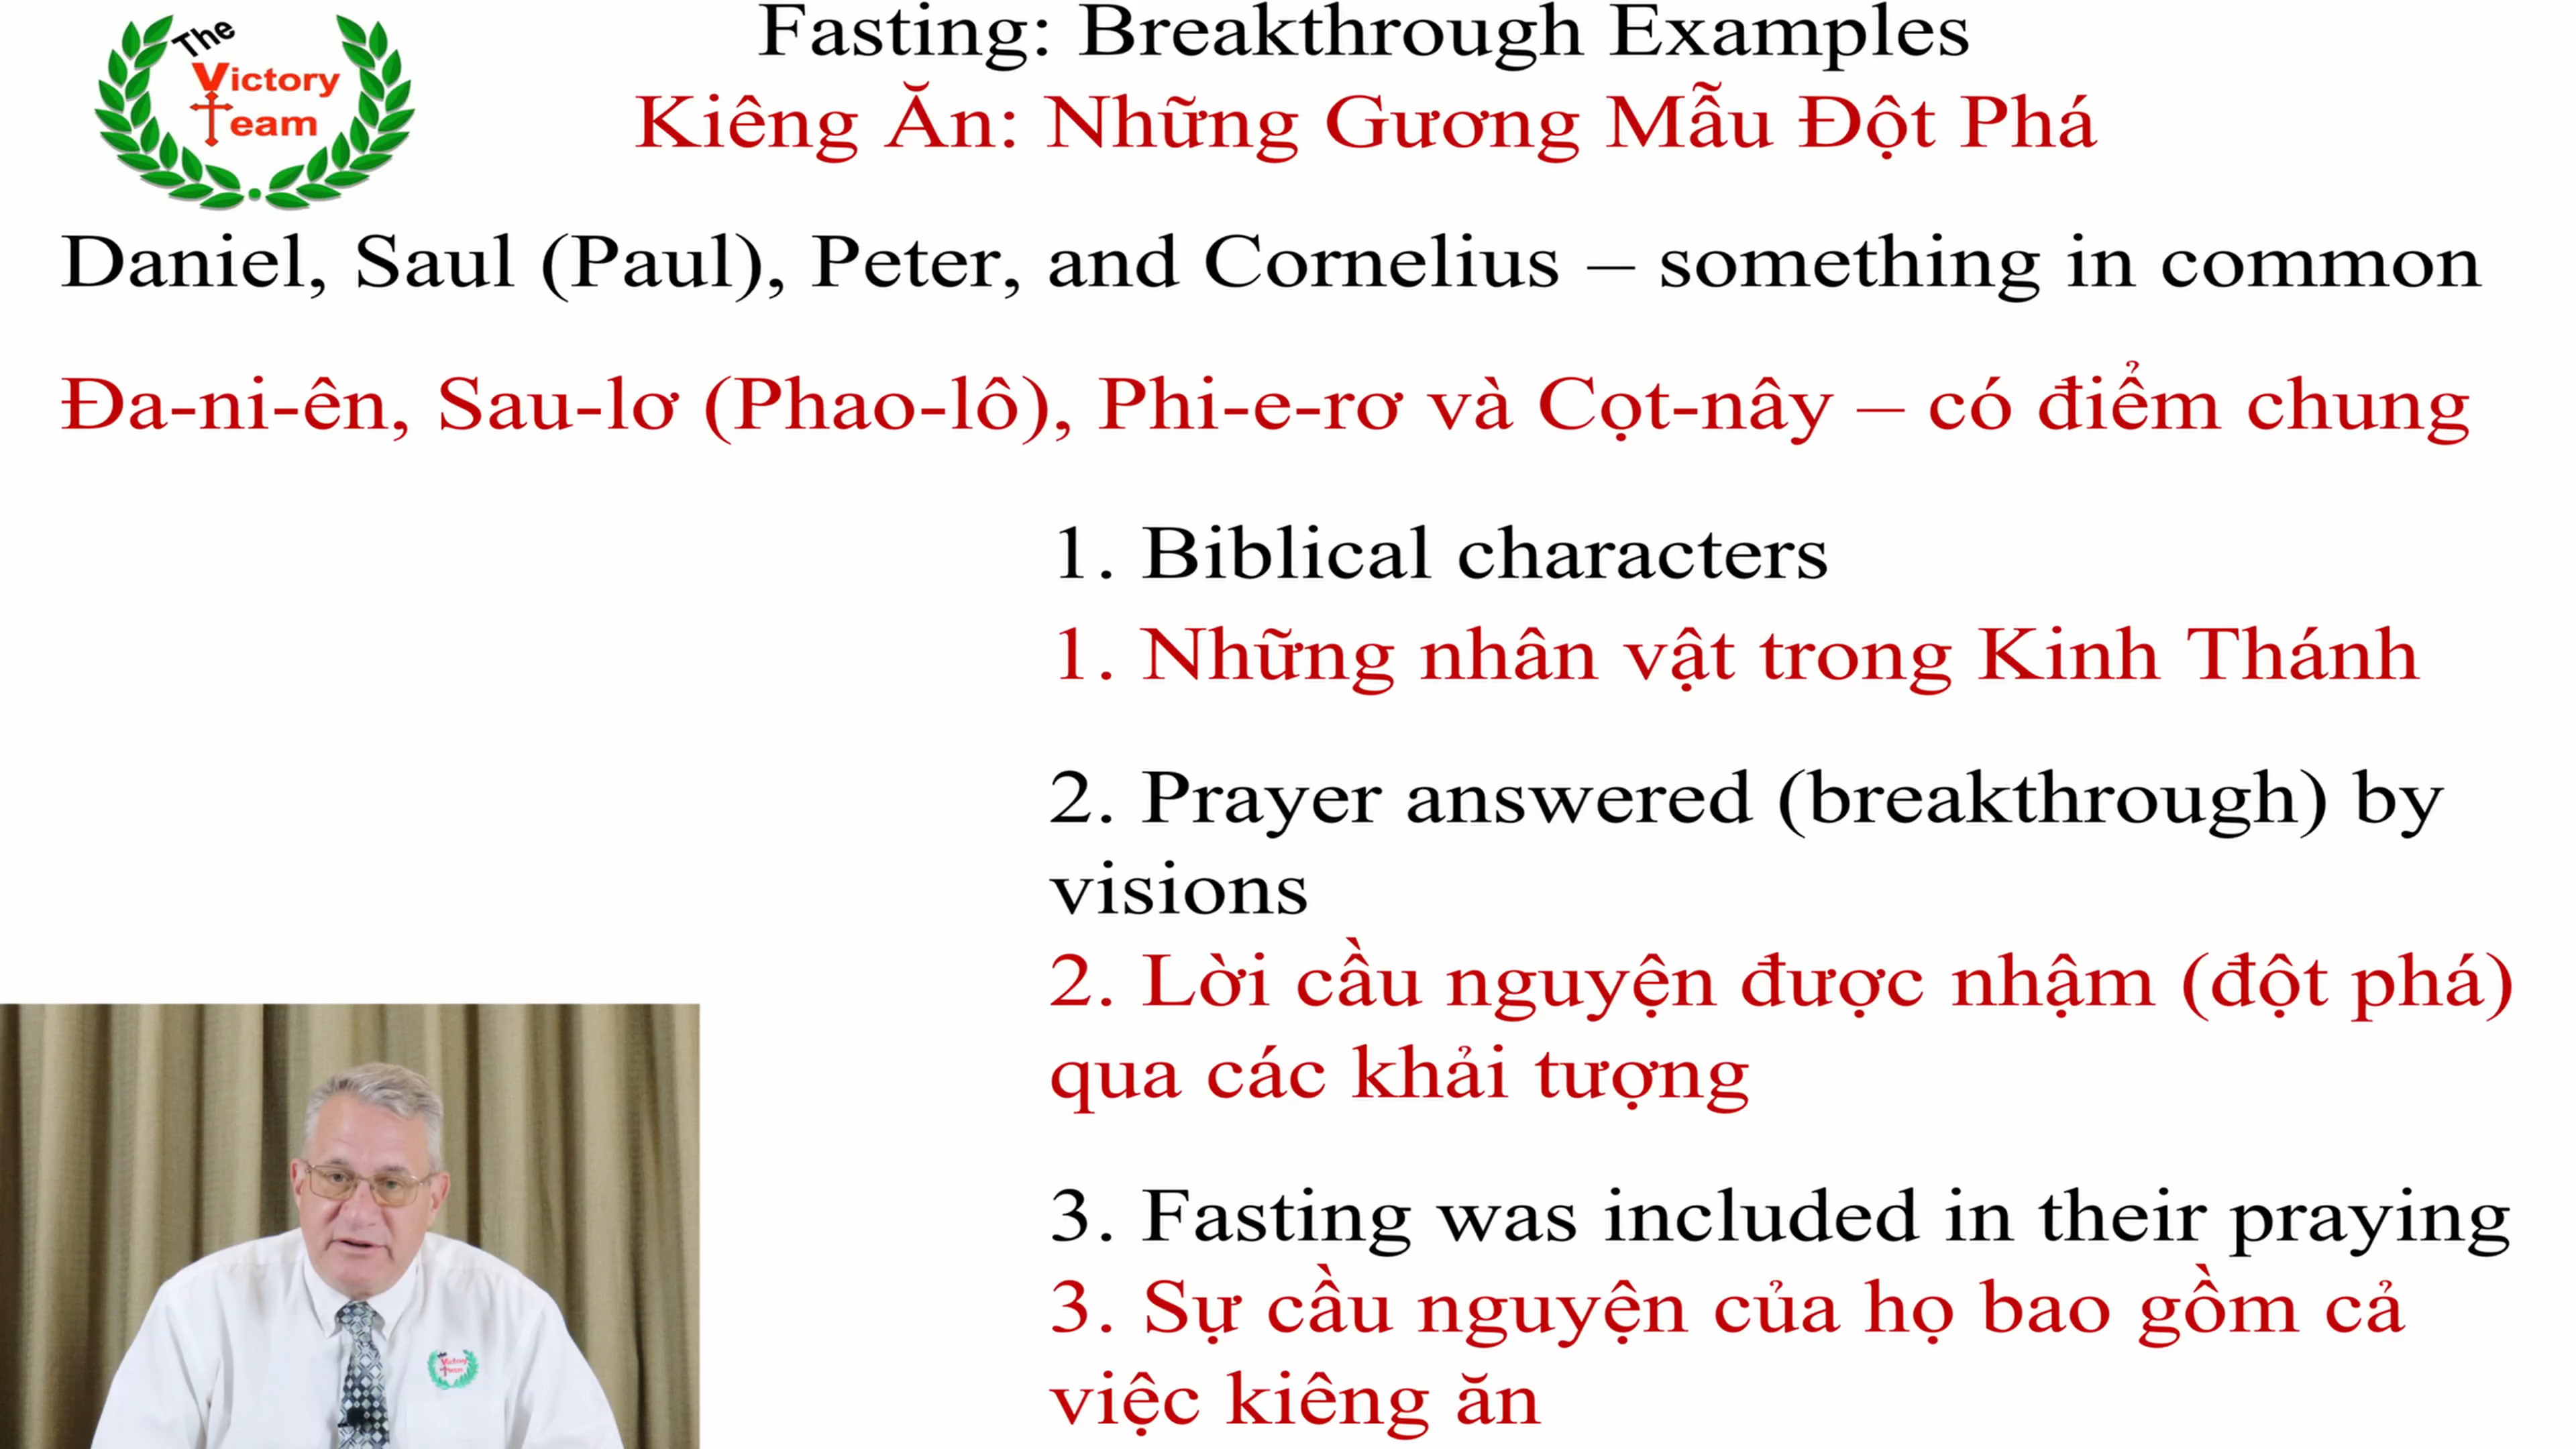 The
Victory
Team
Fasting: Breakthrough Examples
Kiêng Ăn: Những Gương Mẫu Đột Phá
Daniel, Saul (Paul), Peter, and Cornelius – something in common
Đa-ni-ên, Sau-lơ (Phao-lô), Phi-e-rơ và Cọt-nây – có điểm chung
1. Biblical characters
1. Những nhân vật trong Kinh Thánh
2. Prayer answered (breakthrough) by
visions
2. Lời cầu nguyện được nhậm (đột phá)
qua các khải tượng
3. Fasting was included in their praying
3. Sự cầu nguyện của họ bao gồm cả
việc kiêng ăn
The
Victory
Team